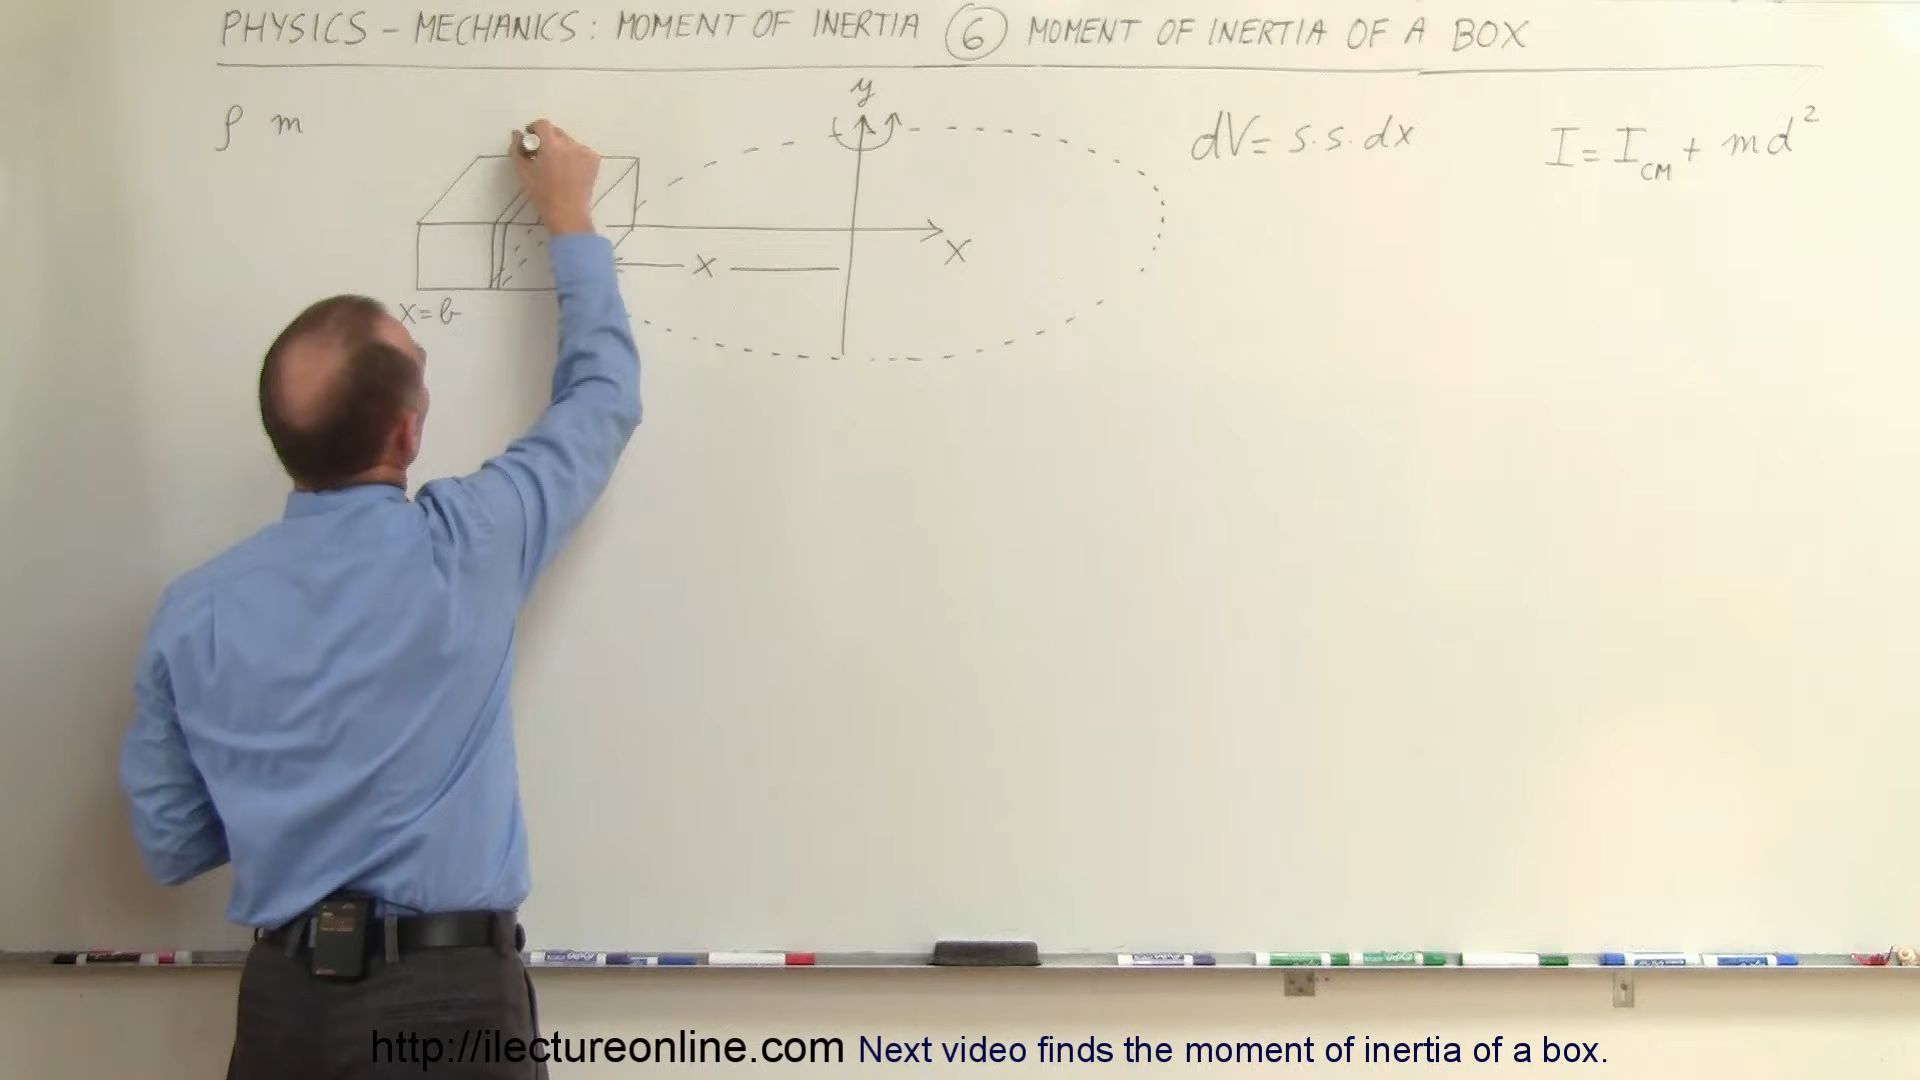 PHYSICS - MECHANICS: MOMENT OF INERTIA ⑥ MOMENT OF INERTIA OF A BOX
ρ m
y
dV= s.s.dx
I = I_CM + md²
X
X
X=b
http://ilectureonline.com Next video finds the moment of inertia of a box.